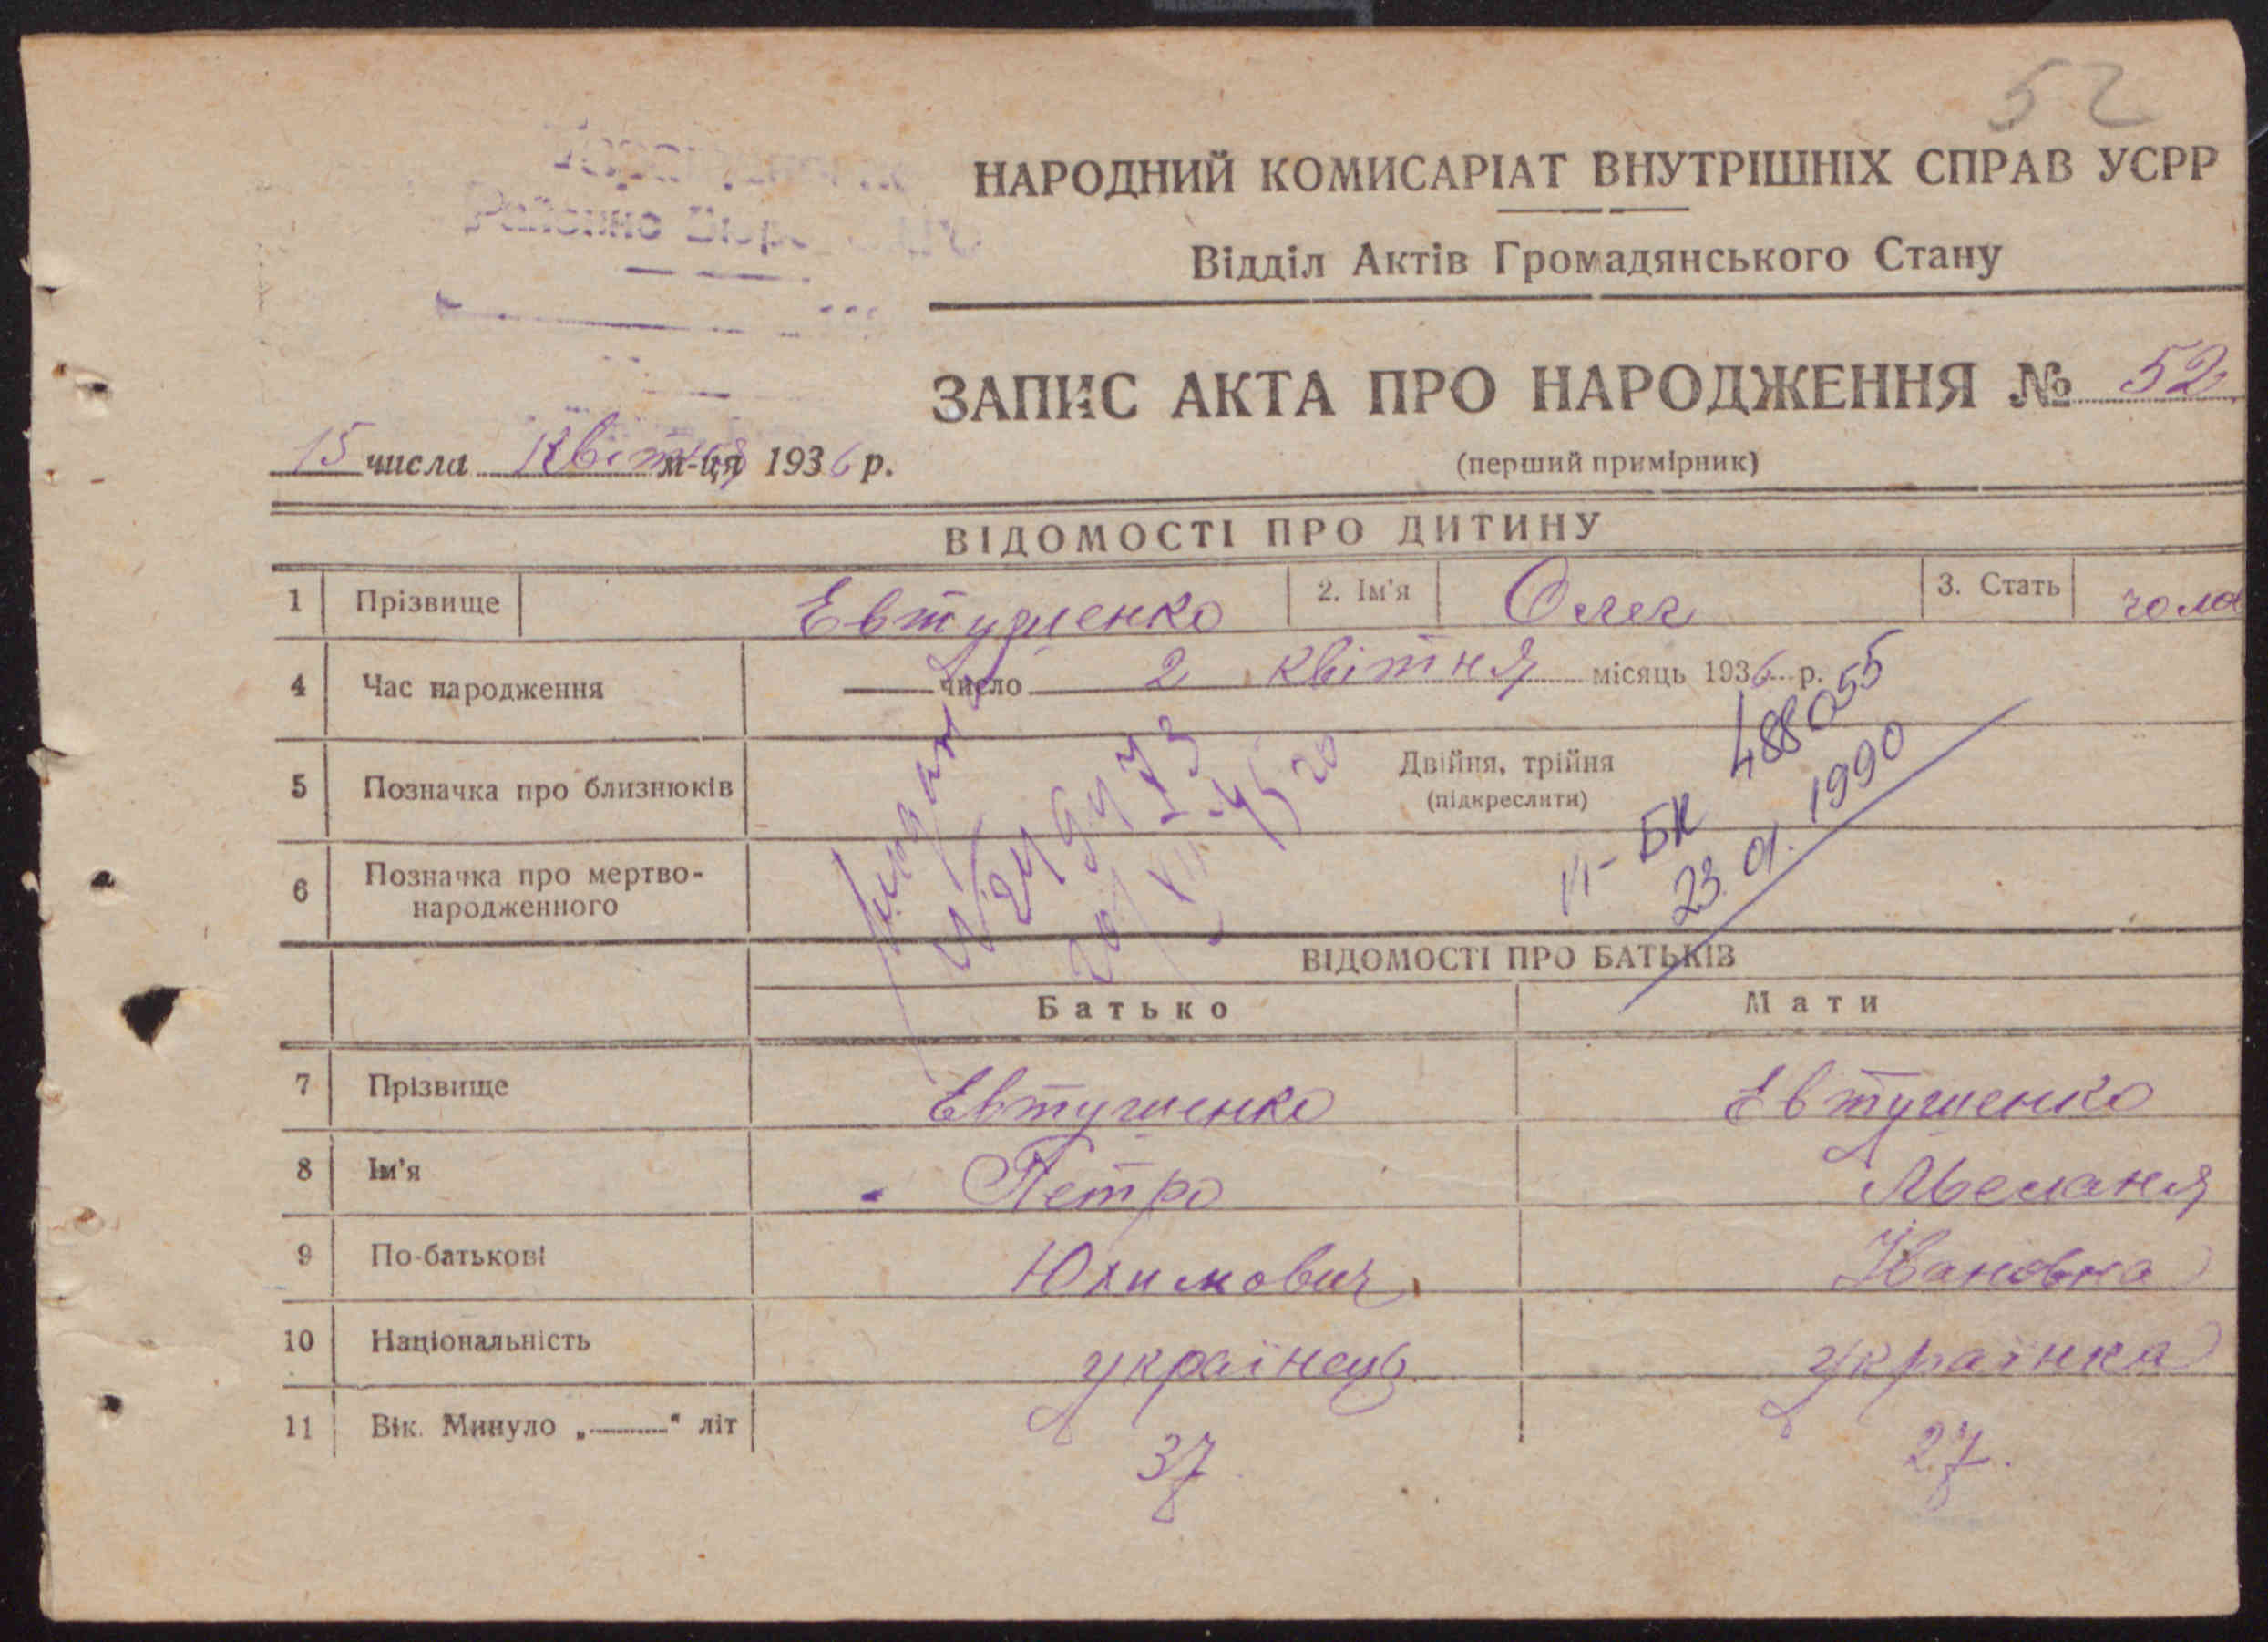 52
НАРОДНИЙ КОМИСАРІАТ ВНУТРІШНІХ СПРАВ УСРР
Відділ Актів Громадянського Стану
ЗАПИС АКТА ПРО НАРОДЖЕННЯ № 52
15 числа Квітня м-ця 1936 р.
(перший примірник)
ВІДОМОСТІ ПРО ДИТИНУ
1 Прізвище Евтушенко 2. Ім'я Олег 3. Стать чоло
4 Час народження число 2 квітня місяць 1936 р.
5 Позначка про близнюків Двійня, трійня
(підкреслити)
II-БК 488055
23.01.1990
6 Позначка про мертво-
народженного
ВІДОМОСТІ ПРО БАТЬКІВ
Батько Мати
7 Прізвище Евтушенко Евтушенко
8 Ім'я Петро Меланя
9 По-батькові Юхимович Івановна
10 Національність українець українка
11 Вік. Минуло „ “ літ 37 27.